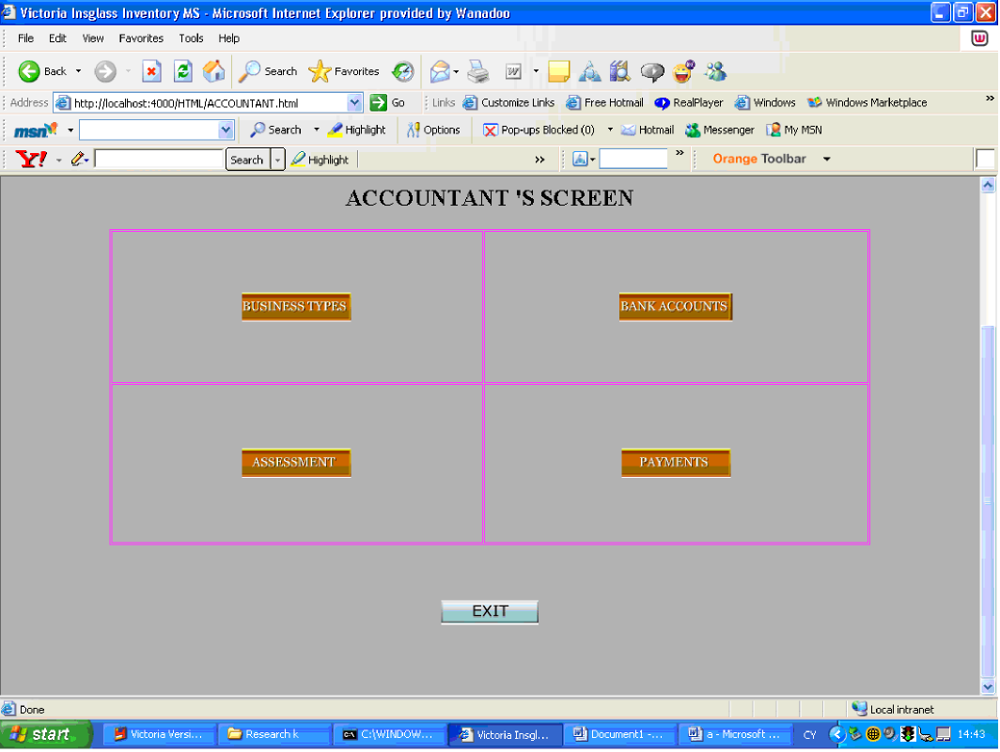 Victoria Insglass Inventory MS - Microsoft Internet Explorer provided by Wanadoo
File Edit View Favorites Tools Help
Back Search Favorites
Address http://localhost:4000/HTML/ACCOUNTANT.html Go Links Customize Links Free Hotmail RealPlayer Windows Windows Marketplace »
msn Search Highlight Options Pop-ups Blocked (0) Hotmail Messenger My MSN
Y! Search Highlight » » Orange Toolbar
ACCOUNTANT 'S SCREEN
BUSINESS TYPES BANK ACCOUNTS
ASSESSMENT PAYMENTS
EXIT
Done Local intranet
start Victoria Versi... Research k C:\WINDOW... Victoria Insgl... Document1 -... a - Microsoft ... CY 14:43